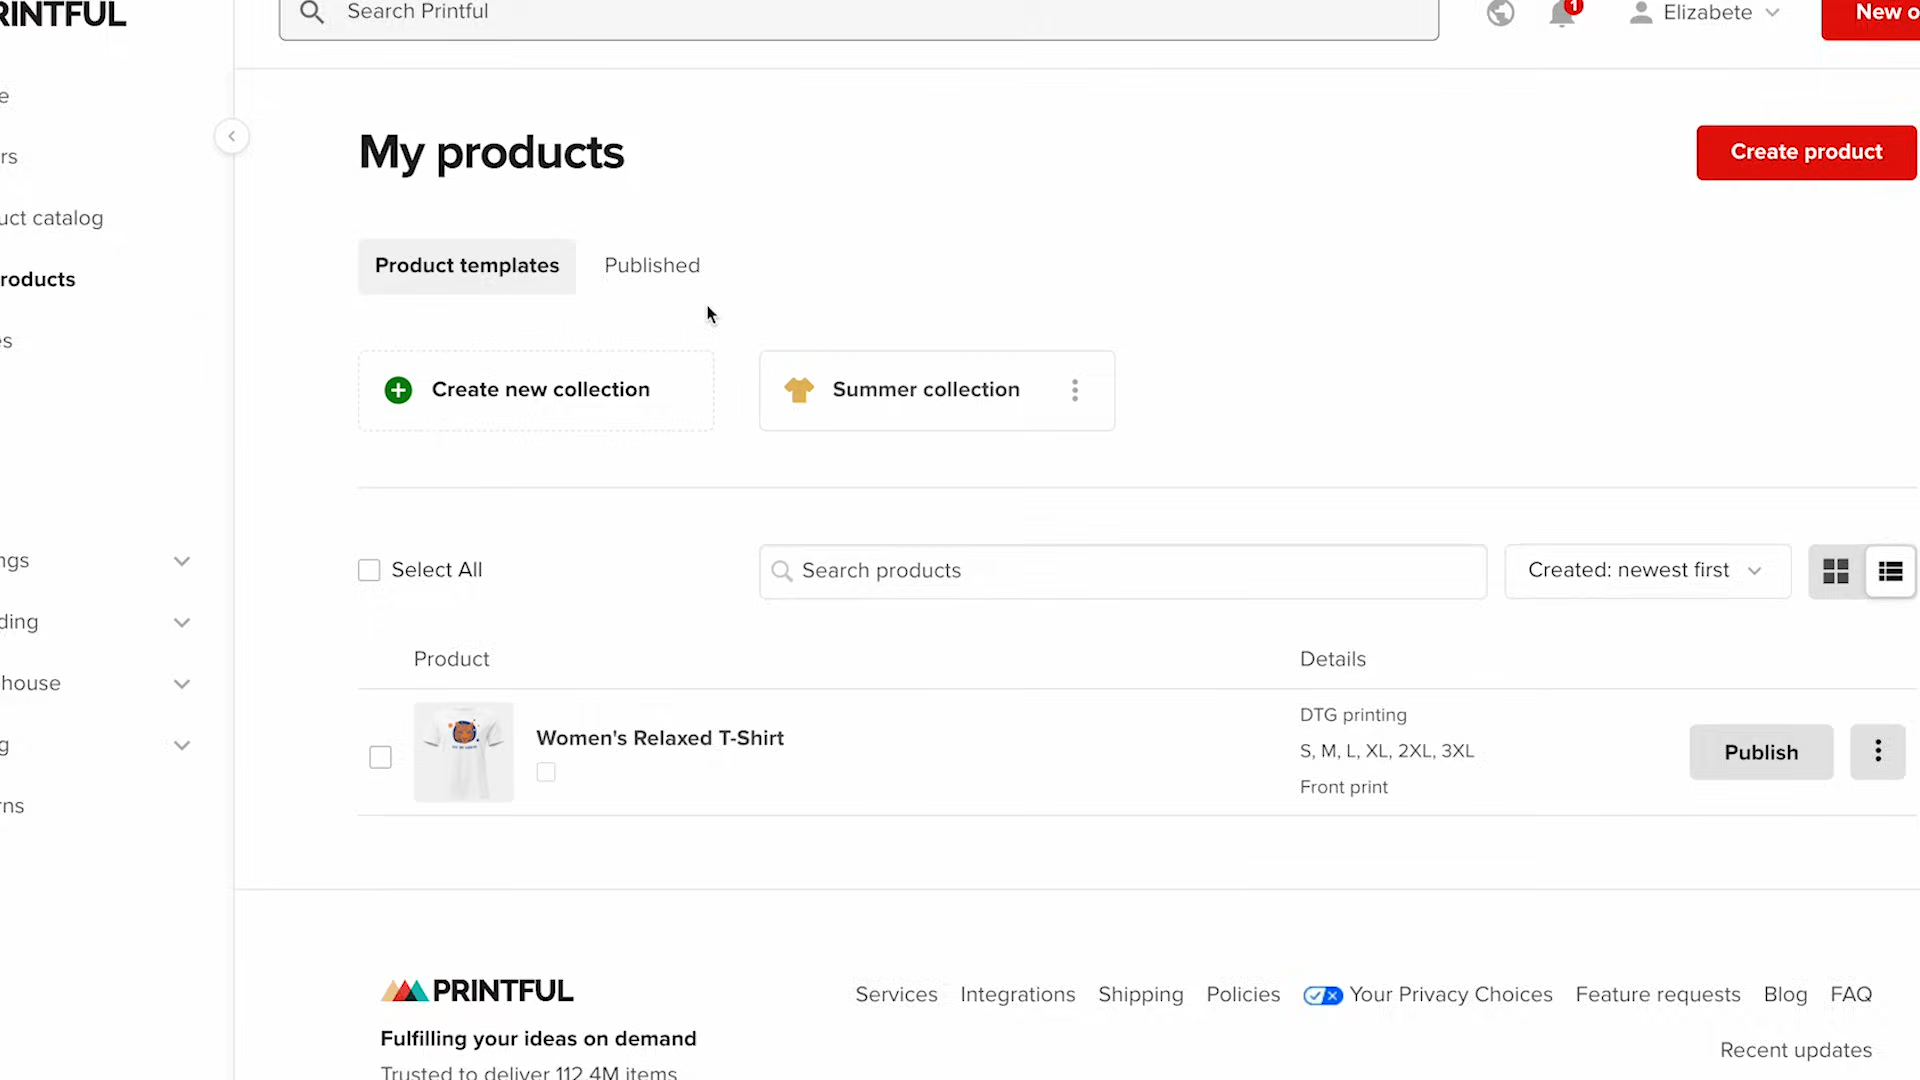 RINTFUL
Search Printful
1
Elizabete
New o
e
rs
uct catalog
roducts
es
ngs
ding
house
g
rns
My products
Create product
Product templates
Published
Create new collection
Summer collection
Select All
Search products
Created: newest first
Product
Details
Women's Relaxed T-Shirt
DTG printing
S, M, L, XL, 2XL, 3XL
Front print
Publish
PRINTFUL
Fulfilling your ideas on demand
Trusted to deliver 112.4M items
Services
Integrations
Shipping
Policies
Your Privacy Choices
Feature requests
Blog
FAQ
Recent updates